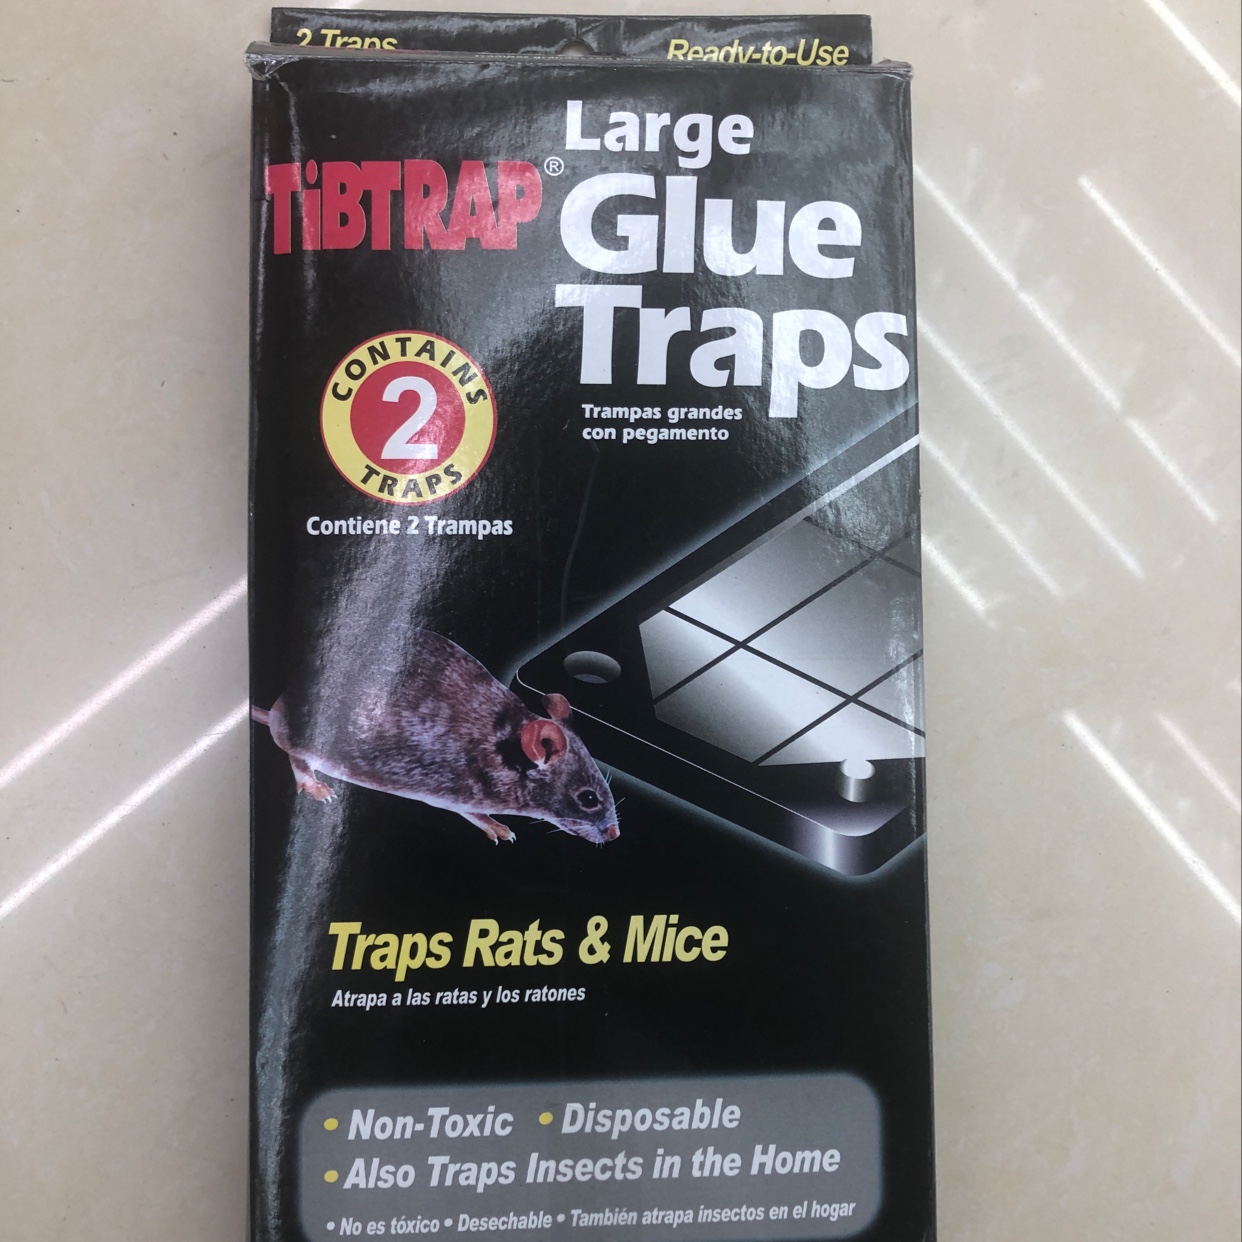 2 Traps
Ready-to-Use
TiBTRAP®
Large
Glue
Traps
Trampas grandes
con pegamento
CONTAINS
2
TRAPS
Contiene 2 Trampas
Traps Rats & Mice
Atrapa a las ratas y los ratones
• Non-Toxic • Disposable
• Also Traps Insects in the Home
• No es tóxico • Desechable • También atrapa insectos en el hogar